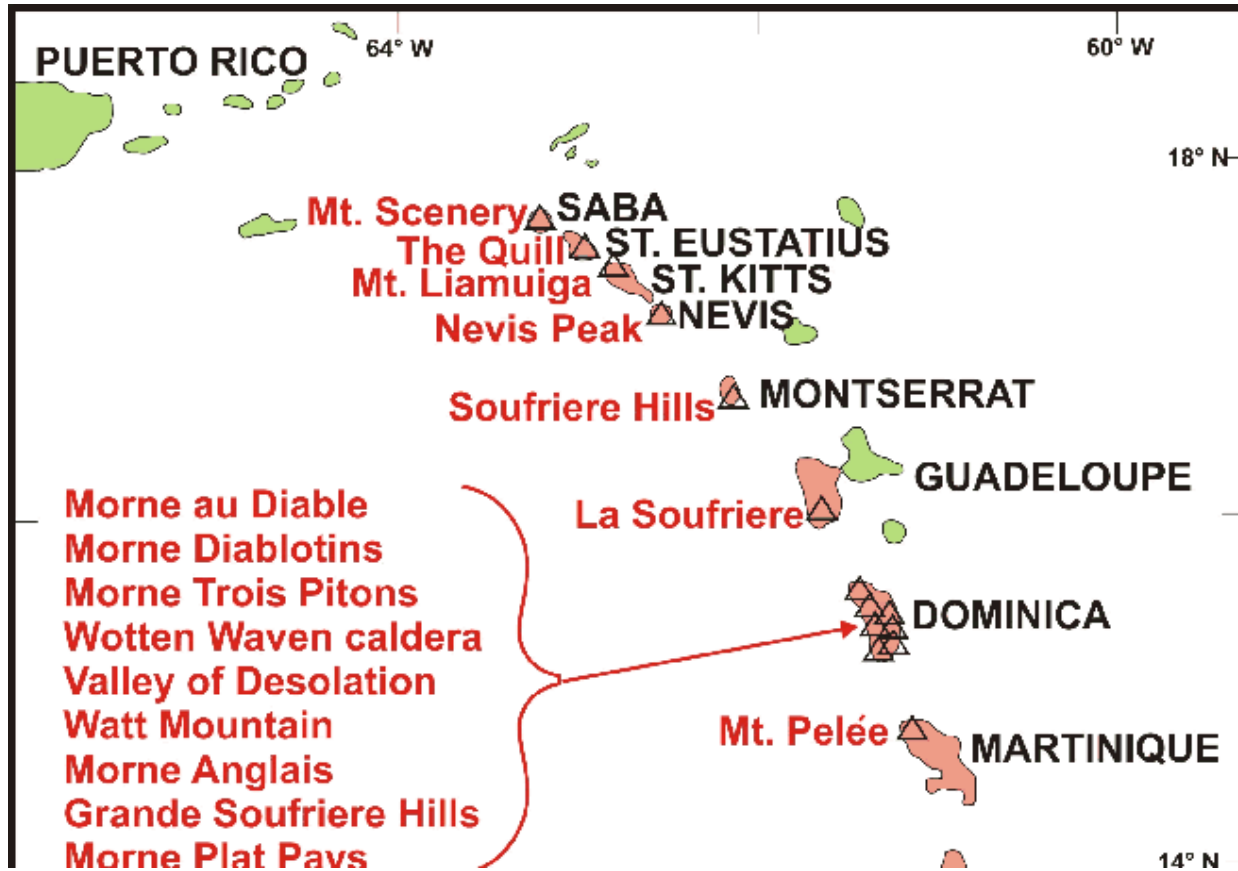 64° W
60° W
PUERTO RICO
18° N
Mt. Scenery
SABA
The Quill
ST. EUSTATIUS
Mt. Liamuiga
ST. KITTS
Nevis Peak
NEVIS
Soufriere Hills
MONTSERRAT
GUADELOUPE
La Soufriere
Morne au Diable
Morne Diablotins
Morne Trois Pitons
Wotten Waven caldera
Valley of Desolation
Watt Mountain
Morne Anglais
Grande Soufriere Hills
Morne Plat Pays
DOMINICA
Mt. Pelée
MARTINIQUE
14° N